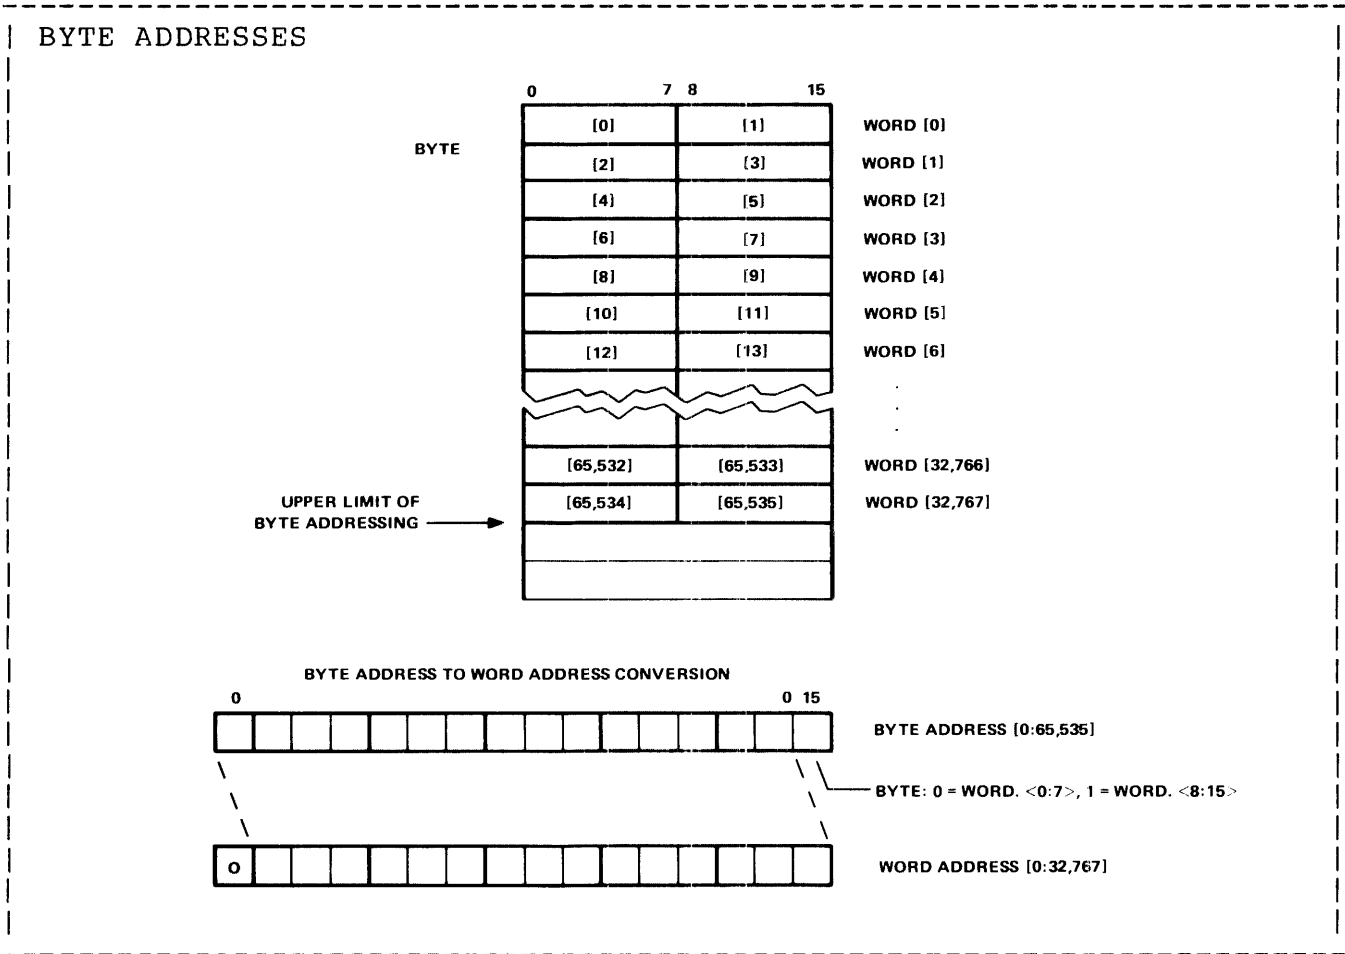 BYTE ADDRESSES
0 7 8 15
[0] [1] WORD [0]
BYTE
[2] [3] WORD [1]
[4] [5] WORD [2]
[6] [7] WORD [3]
[8] [9] WORD [4]
[10] [11] WORD [5]
[12] [13] WORD [6]
.
.
.
[65,532] [65,533] WORD [32,766]
UPPER LIMIT OF [65,534] [65,535] WORD [32,767]
BYTE ADDRESSING
BYTE ADDRESS TO WORD ADDRESS CONVERSION
0 0 15
BYTE ADDRESS [0:65,535]
BYTE: 0 = WORD. <0:7>, 1 = WORD. <8:15>
0 WORD ADDRESS [0:32,767]